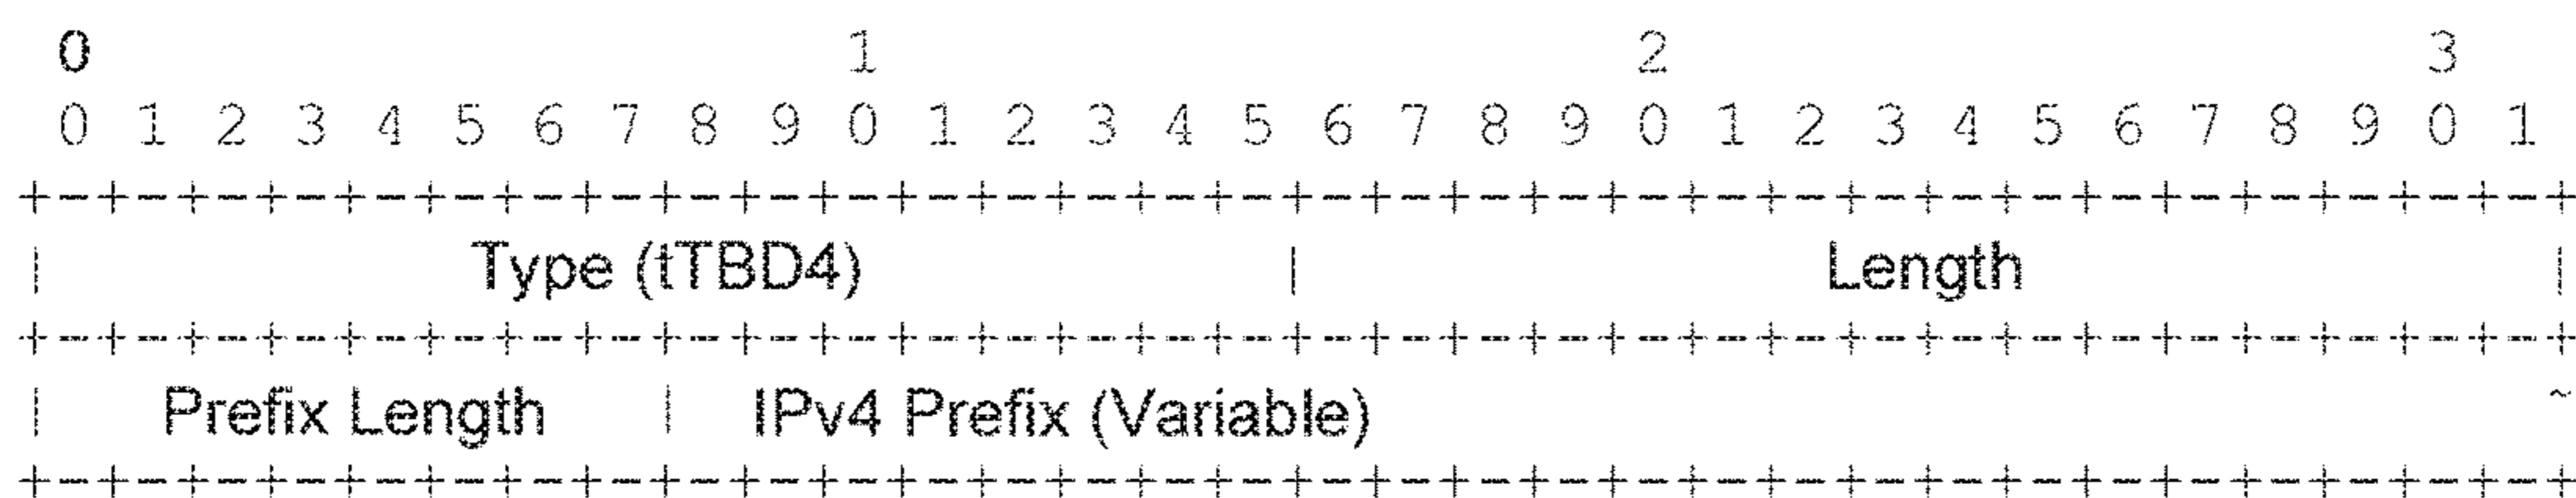 0 1 2 3
0 1 2 3 4 5 6 7 8 9 0 1 2 3 4 5 6 7 8 9 0 1 2 3 4 5 6 7 8 9 0 1
+-+-+-+-+-+-+-+-+-+-+-+-+-+-+-+-+-+-+-+-+-+-+-+-+-+-+-+-+-+-+-+-+
| Type (tTBD4) | Length |
+-+-+-+-+-+-+-+-+-+-+-+-+-+-+-+-+-+-+-+-+-+-+-+-+-+-+-+-+-+-+-+-+
| Prefix Length | IPv4 Prefix (Variable) ~
+-+-+-+-+-+-+-+-+-+-+-+-+-+-+-+-+-+-+-+-+-+-+-+-+-+-+-+-+-+-+-+-+